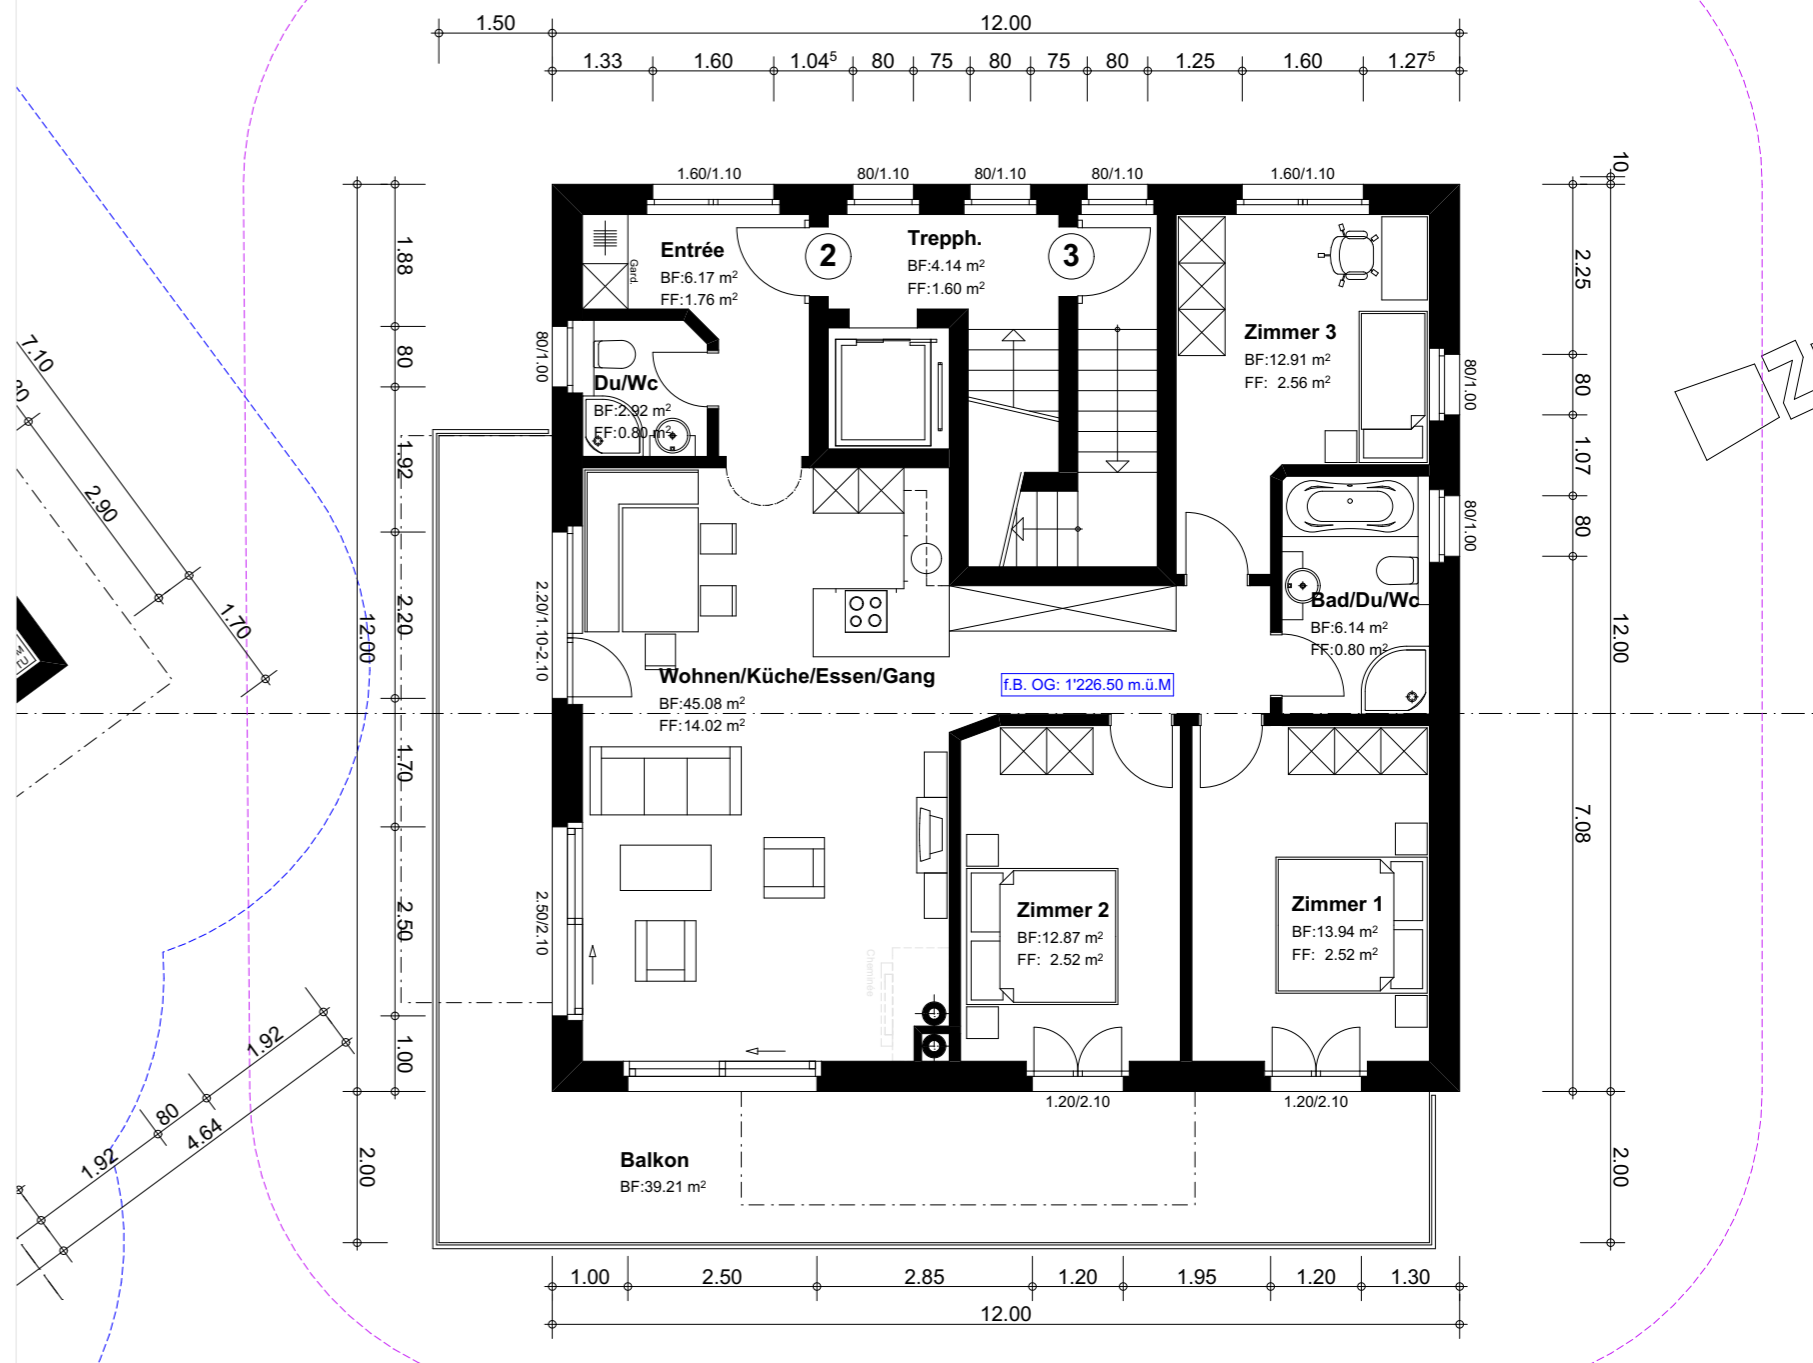 1.50
12.00
1.33 1.60 1.04⁵ 80 75 80 75 80 1.25 1.60 1.27⁵
1.60/1.10 80/1.10 80/1.10 80/1.10 1.60/1.10
10
1.88
80
1.92
2.20
1.70
2.50
1.00
12.00
2.00
2.25
80
1.07
80
7.08
12.00
2.00
80/1.00
2.20/1.10-2.10
2.50/2.10
80/1.00
80/1.00
Entrée
BF:6.17 m²
FF:1.76 m²
Gard.
2
Trepph.
BF:4.14 m²
FF:1.60 m²
3
Zimmer 3
BF:12.91 m²
FF: 2.56 m²
Du/Wc
BF:2.92 m²
FF:0.80 m²
Bad/Du/Wc
BF:6.14 m²
FF:0.80 m²
Wohnen/Küche/Essen/Gang
BF:45.08 m²
FF:14.02 m²
f.B. OG: 1'226.50 m.ü.M
Zimmer 2
BF:12.87 m²
FF: 2.52 m²
Zimmer 1
BF:13.94 m²
FF: 2.52 m²
Cheminée
1.20/2.10 1.20/2.10
Balkon
BF:39.21 m²
1.00 2.50 2.85 1.20 1.95 1.20 1.30
12.00
7.10
2.90
1.70
1.92
80
4.64
1.92